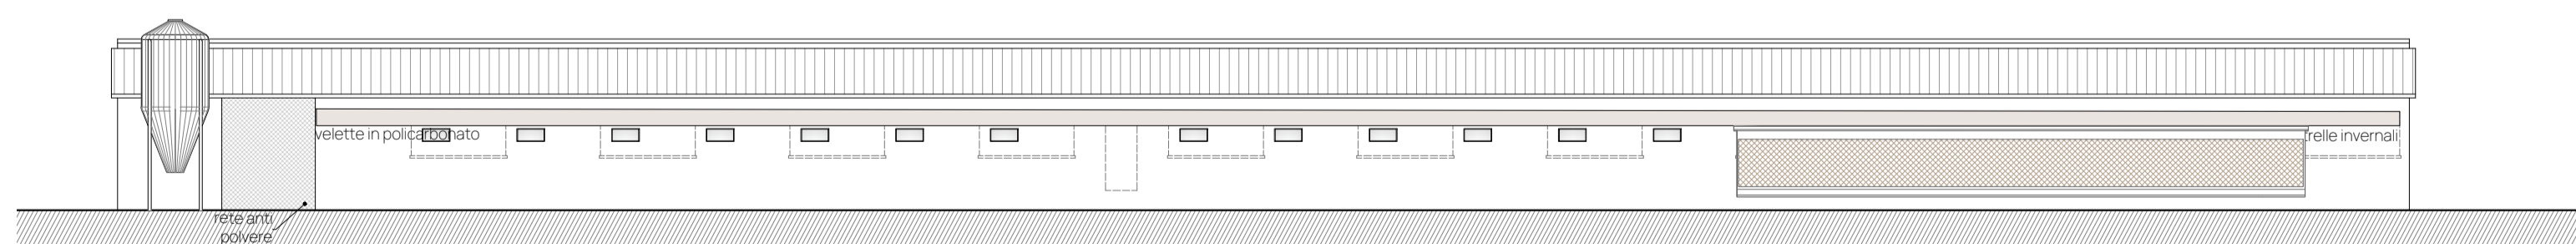 velette in policarbonato
relle invernali
rete anti
polvere